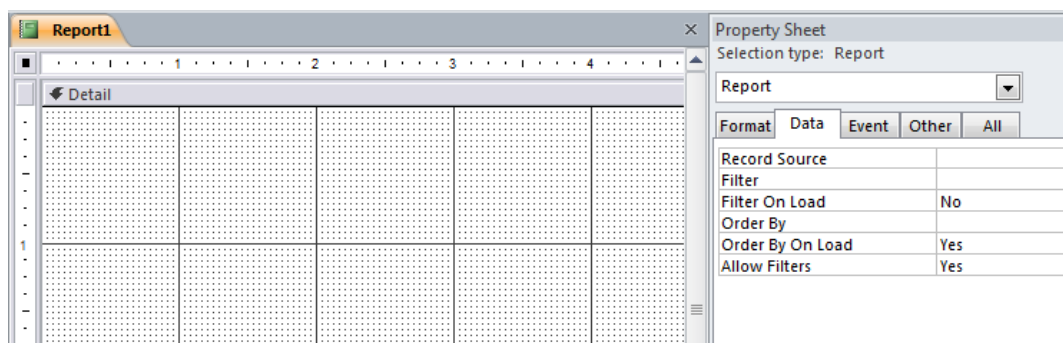 Report1
Property Sheet
Selection type: Report
1 2 3 4
Report
Detail
Format Data Event Other All
Record Source
Filter
Filter On Load No
Order By
Order By On Load Yes
Allow Filters Yes
1